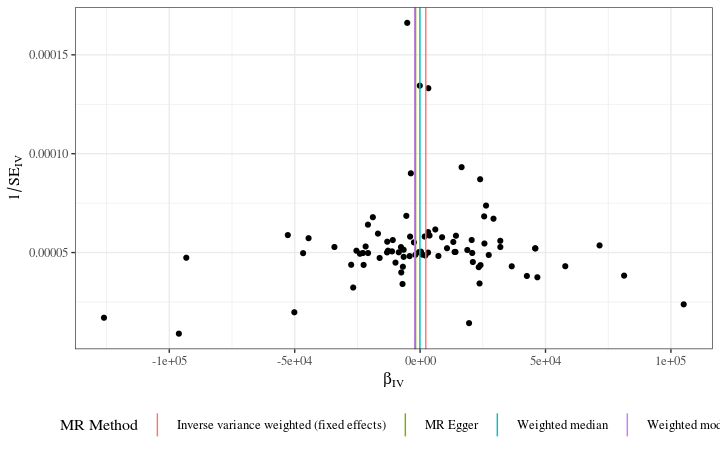 0.00015
0.00010
0.00005
1/SE_IV
-1e+05 -5e+04 0e+00 5e+04 1e+05
β_IV
MR Method Inverse variance weighted (fixed effects) MR Egger Weighted median Weighted